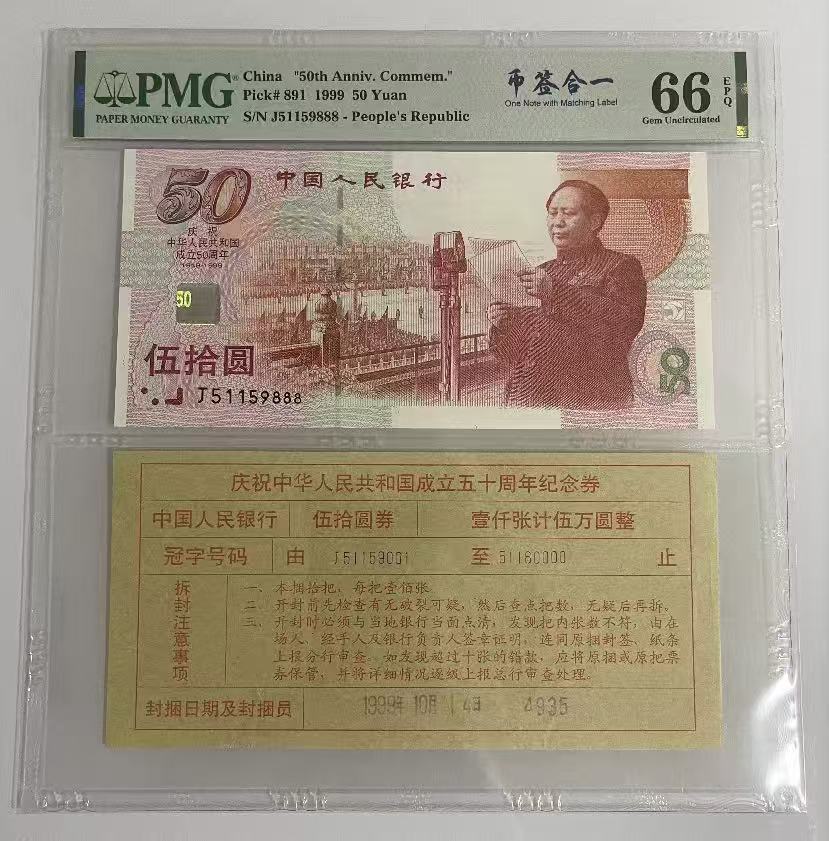 PMG
PAPER MONEY GUARANTY
China "50th Anniv. Commem."
Pick# 891 1999 50 Yuan
S/N J51159888 - People's Republic
币签合一
One Note with Matching Label
66
EPQ
Gem Uncirculated
50
中国人民银行
庆祝
中华人民共和国
成立50周年
1949-1999
50
伍拾圆
J51159888
50
庆祝中华人民共和国成立五十周年纪念券
中国人民银行 伍拾圆券 壹仟张计伍万圆整
冠字号码 由 J51159001 至 51160000 止
拆封注意事项
一、本捆拾把，每把壹佰张
二、开封前先检查有无破裂可疑，然后查点把数，无疑后再拆。
三、开封时必须与当地银行当面点清，发现把内张数不符，由在
场人、经手人及银行负责人签章证明，连同原捆封签、纸条
上报分行审查。如发现超过十张的错款，应将原捆或原把票
券保管，并将详细情况逐级上报总行审查处理。
封捆日期及封捆员 1999年 10月 14日 4935